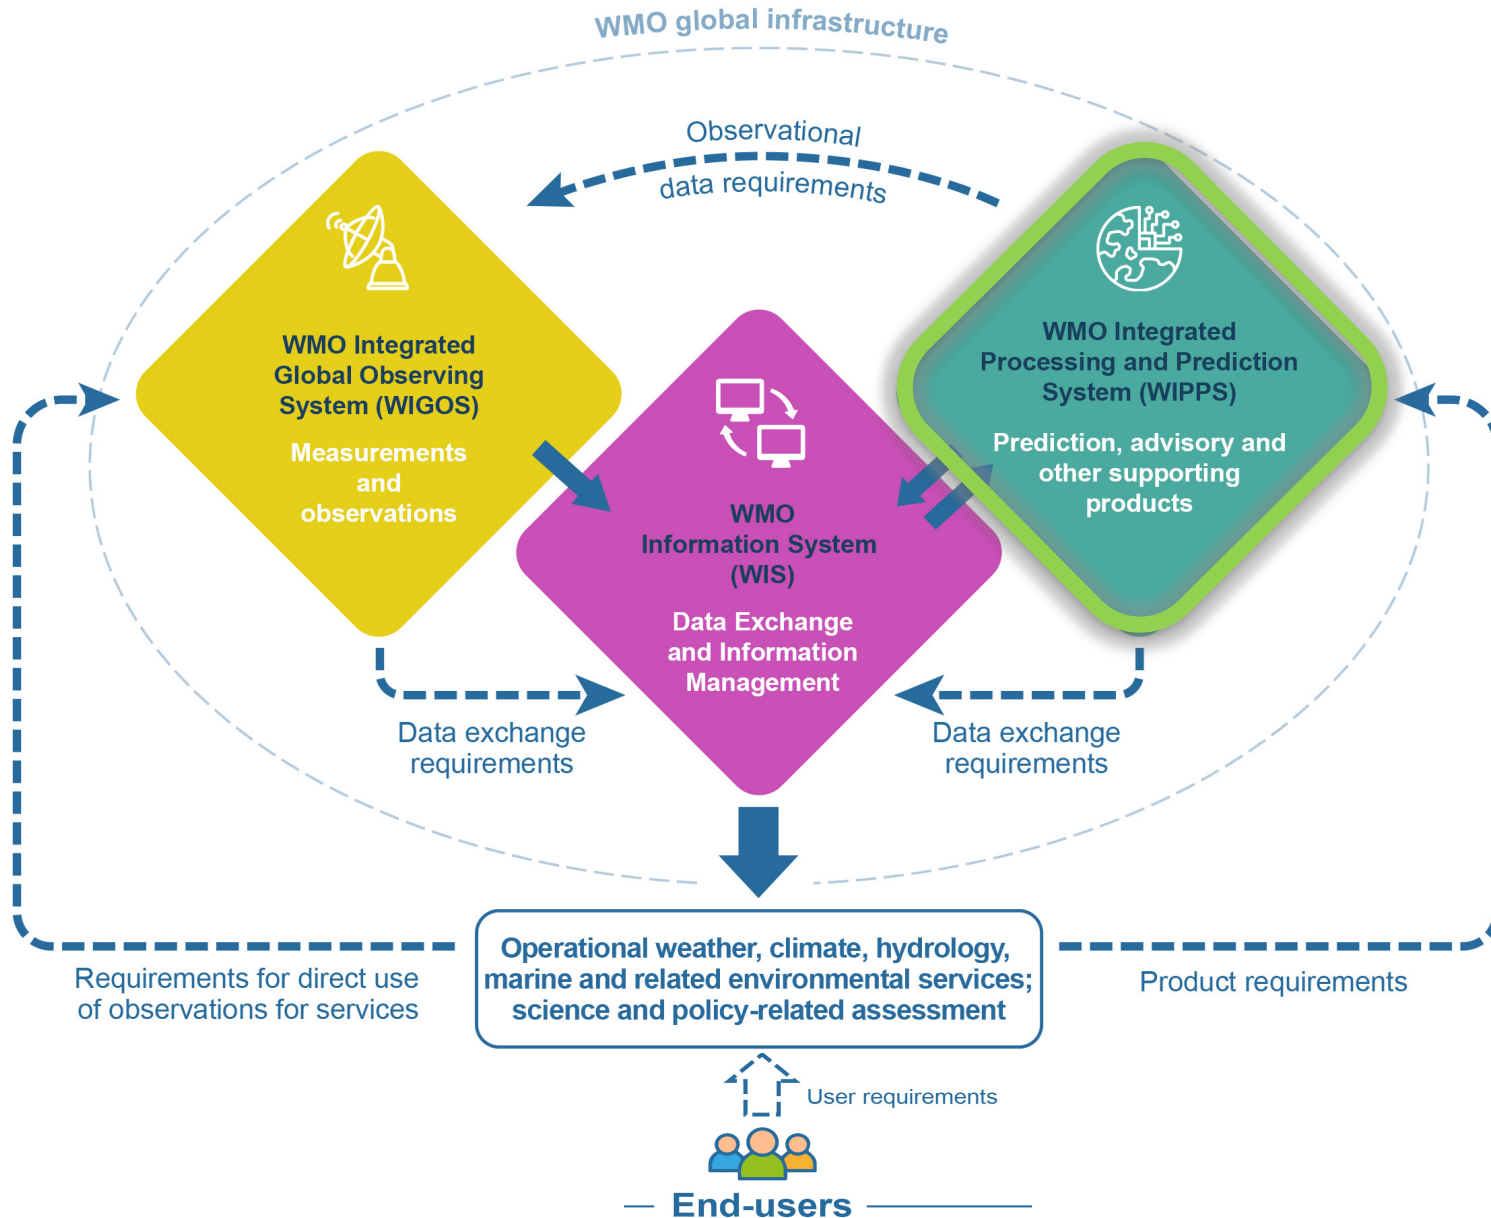 WMO global infrastructure
Observational
data requirements
WMO Integrated
Global Observing
System (WIGOS)
Measurements
and
observations
WMO Integrated
Processing and Prediction
System (WIPPS)
Prediction, advisory and
other supporting
products
WMO
Information System
(WIS)
Data Exchange
and Information
Management
Data exchange
requirements
Data exchange
requirements
Operational weather, climate, hydrology,
marine and related environmental services;
science and policy-related assessment
Requirements for direct use
of observations for services
Product requirements
User requirements
End-users